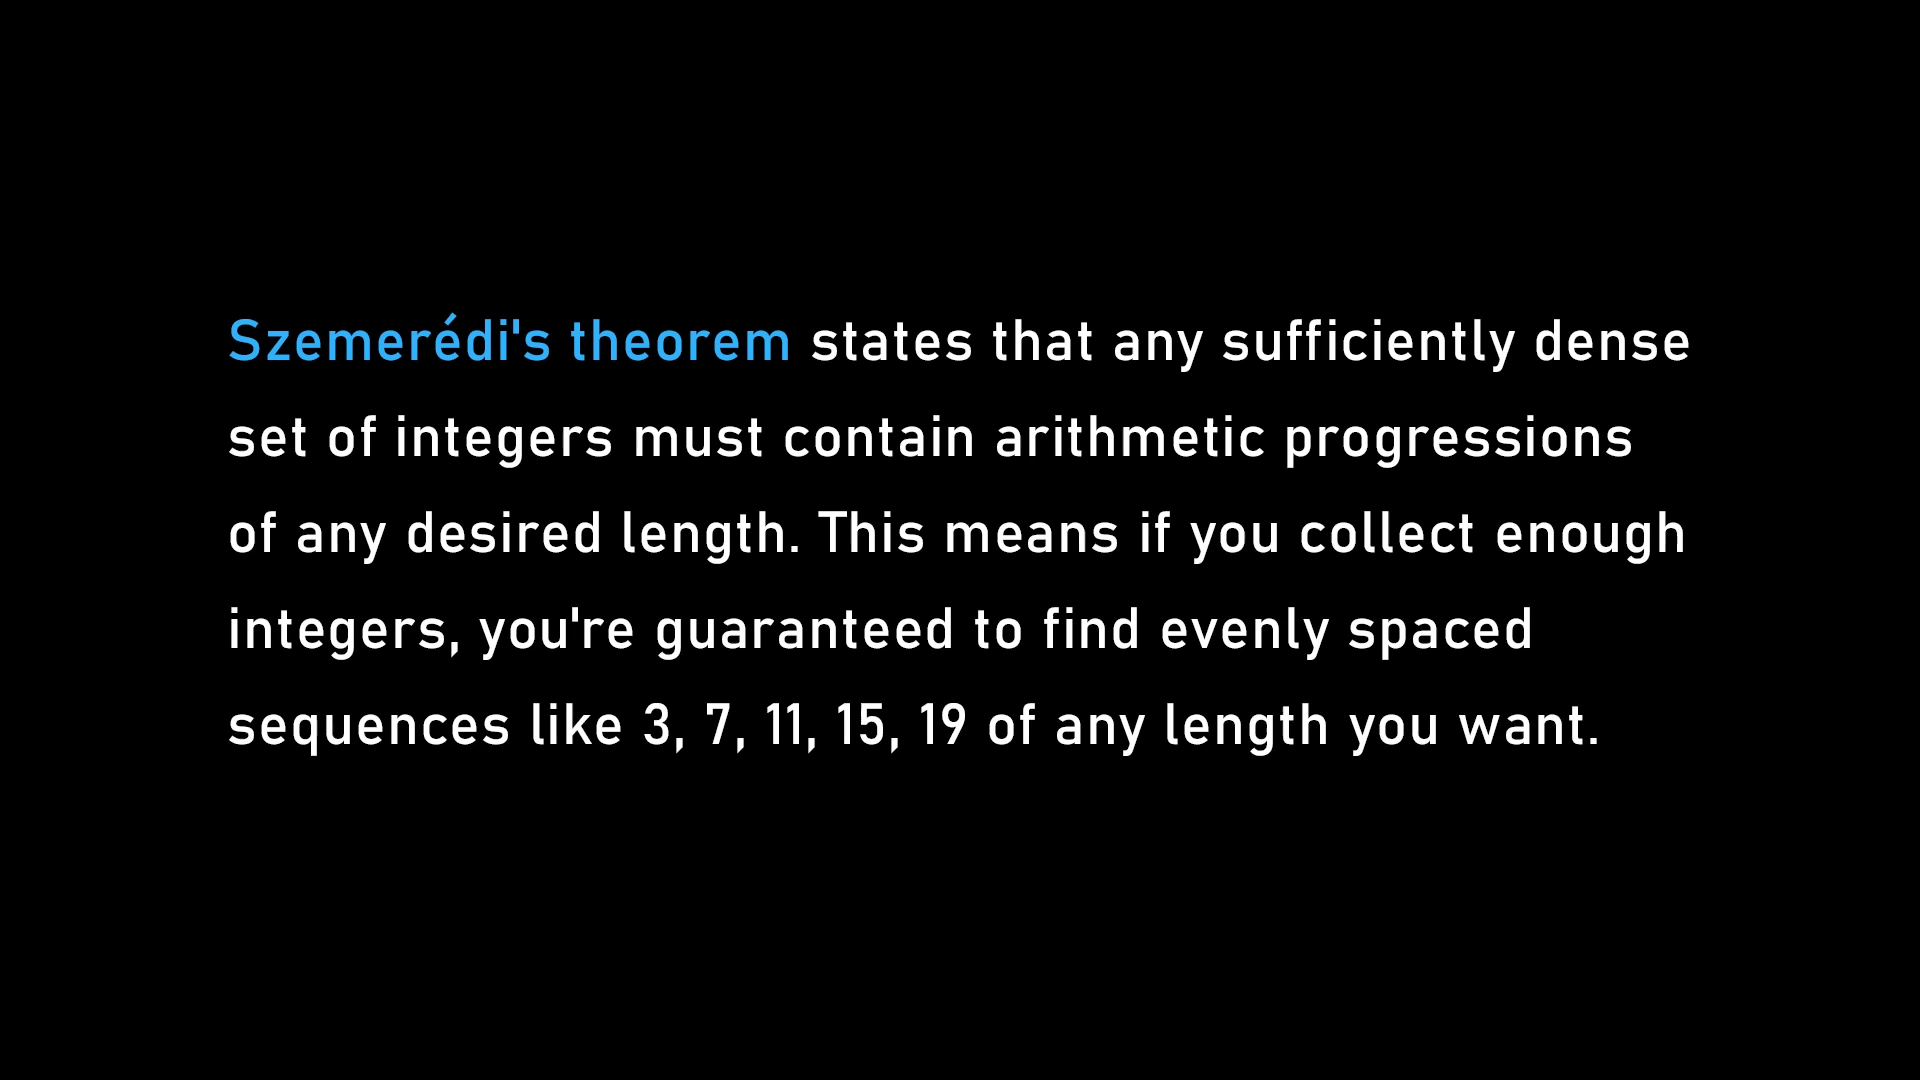 Szemerédi's theorem states that any sufficiently dense
set of integers must contain arithmetic progressions
of any desired length. This means if you collect enough
integers, you're guaranteed to find evenly spaced
sequences like 3, 7, 11, 15, 19 of any length you want.